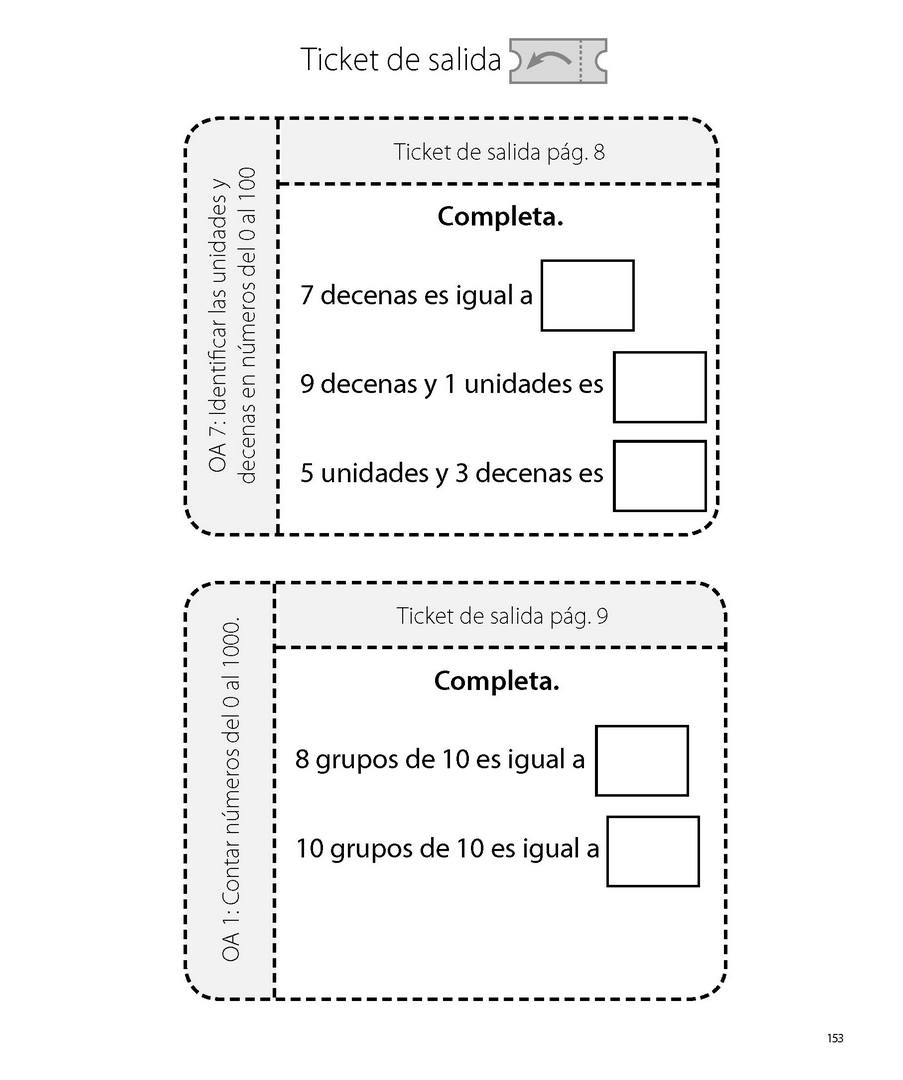 Ticket de salida
OA 7: Identificar las unidades y
decenas en números del 0 al 100
Ticket de salida pág. 8
Completa.
7 decenas es igual a
9 decenas y 1 unidades es
5 unidades y 3 decenas es
OA 1: Contar números del 0 al 1000.
Ticket de salida pág. 9
Completa.
8 grupos de 10 es igual a
10 grupos de 10 es igual a
153